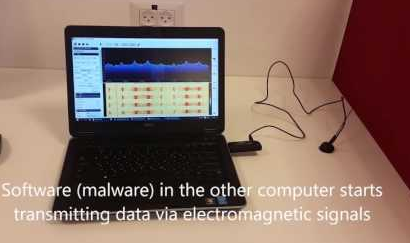 Software (malware) in the other computer starts
transmitting data via electromagnetic signals